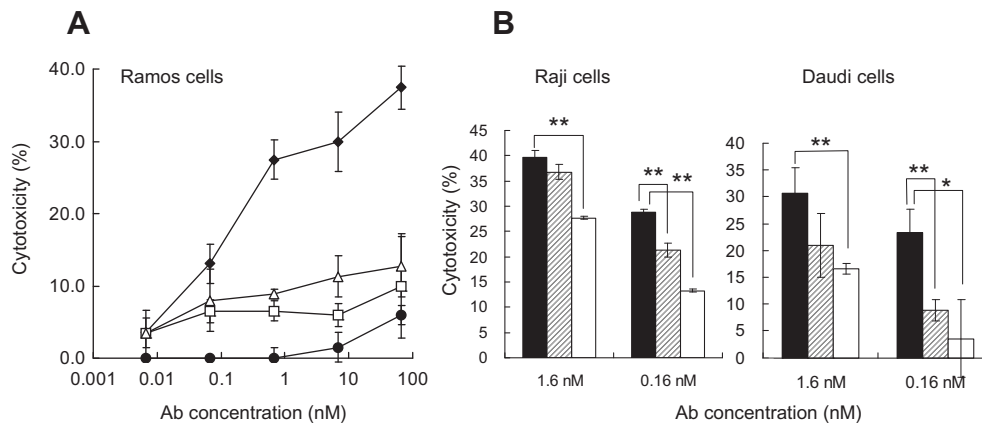 A
Ramos cells
Cytotoxicity (%)
40.0
30.0
20.0
10.0
0.0
0.001 0.01 0.1 1 10 100
Ab concentration (nM)
B
Raji cells
Daudi cells
Cytotoxicity (%)
45
40
35
30
25
20
15
10
5
0
**
** **
1.6 nM 0.16 nM
35
30
25
20
15
10
5
0
**
** *
1.6 nM 0.16 nM
Ab concentration (nM)